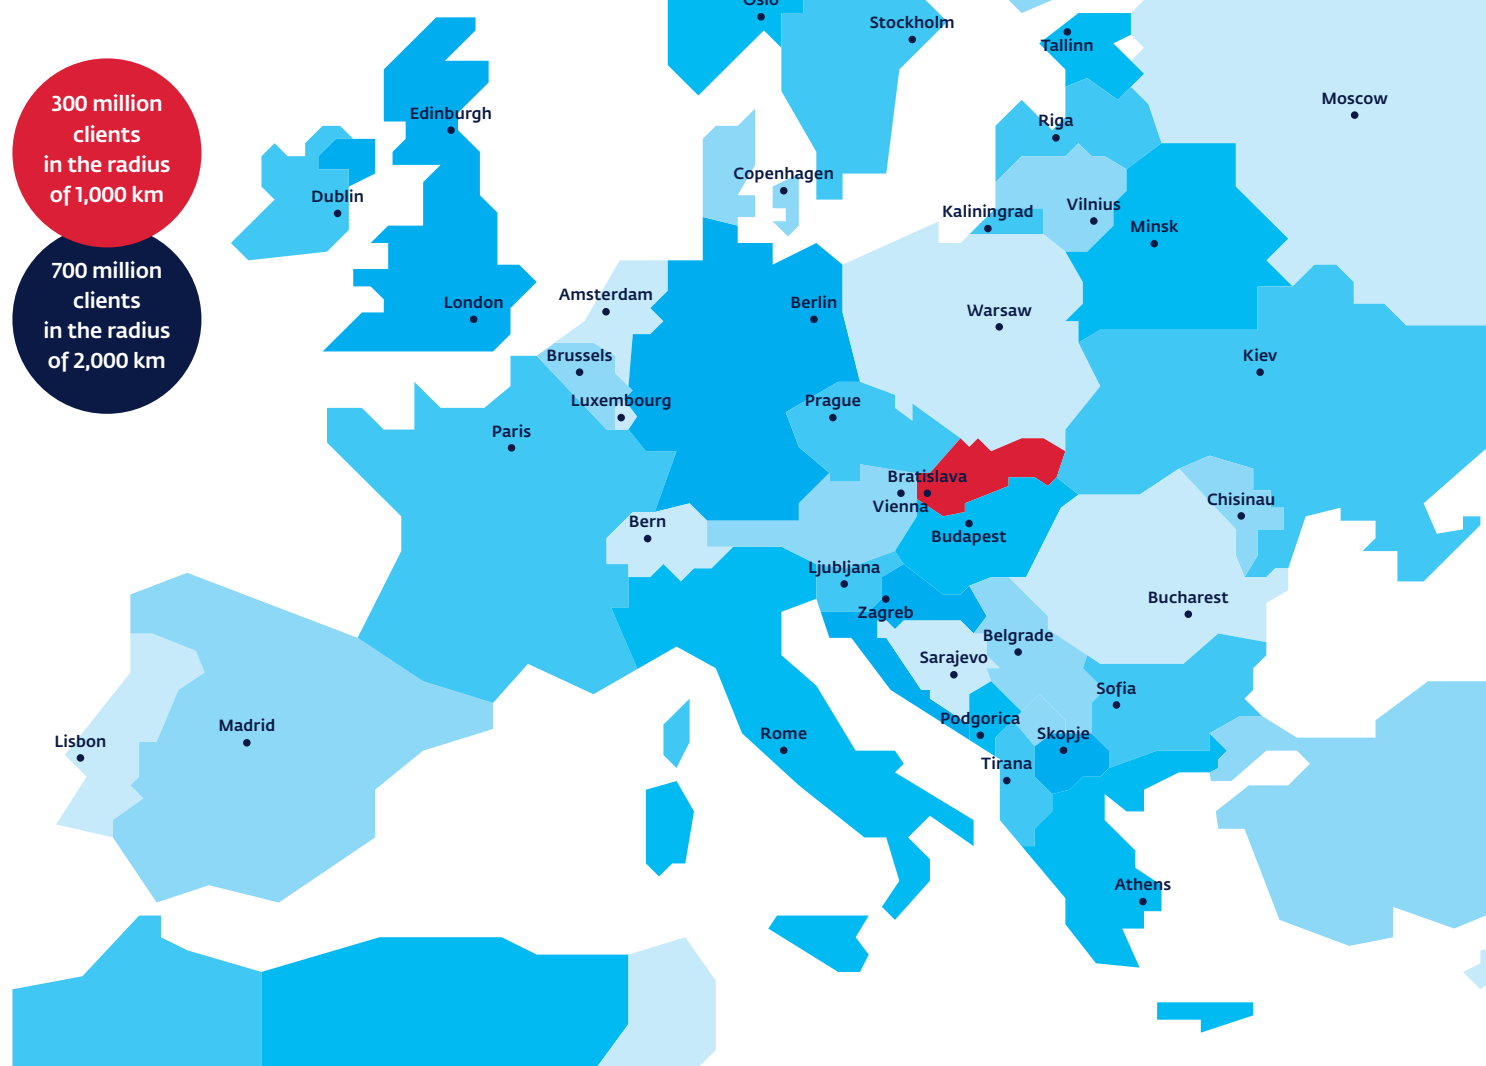 300 million
clients
in the radius
of 1,000 km
700 million
clients
in the radius
of 2,000 km
Oslo
Stockholm
Tallinn
Moscow
Edinburgh
Riga
Copenhagen
Dublin
Kaliningrad
Vilnius
Minsk
Amsterdam
London
Berlin
Warsaw
Brussels
Kiev
Luxembourg
Prague
Paris
Bratislava
Vienna
Chisinau
Bern
Budapest
Ljubljana
Zagreb
Bucharest
Belgrade
Sarajevo
Sofia
Podgorica
Madrid
Lisbon
Rome
Skopje
Tirana
Athens